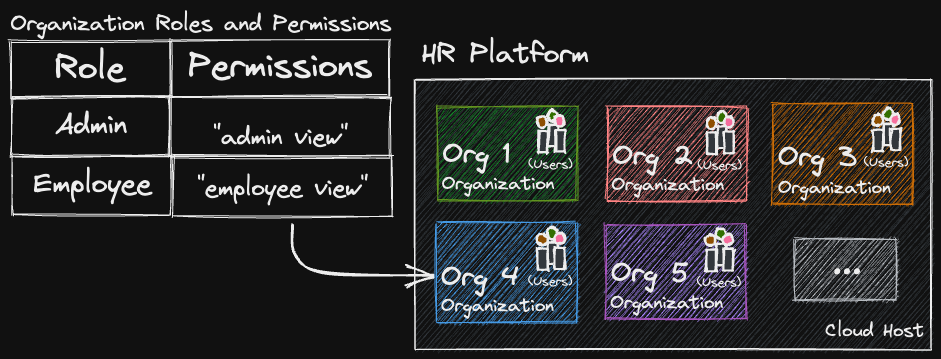 Organization Roles and Permissions
Role Permissions
Admin "admin view"
Employee "employee view"
HR Platform
Org 1 (Users)
Organization
Org 2 (Users)
Organization
Org 3 (Users)
Organization
Org 4 (Users)
Organization
Org 5 (Users)
Organization
...
Cloud Host